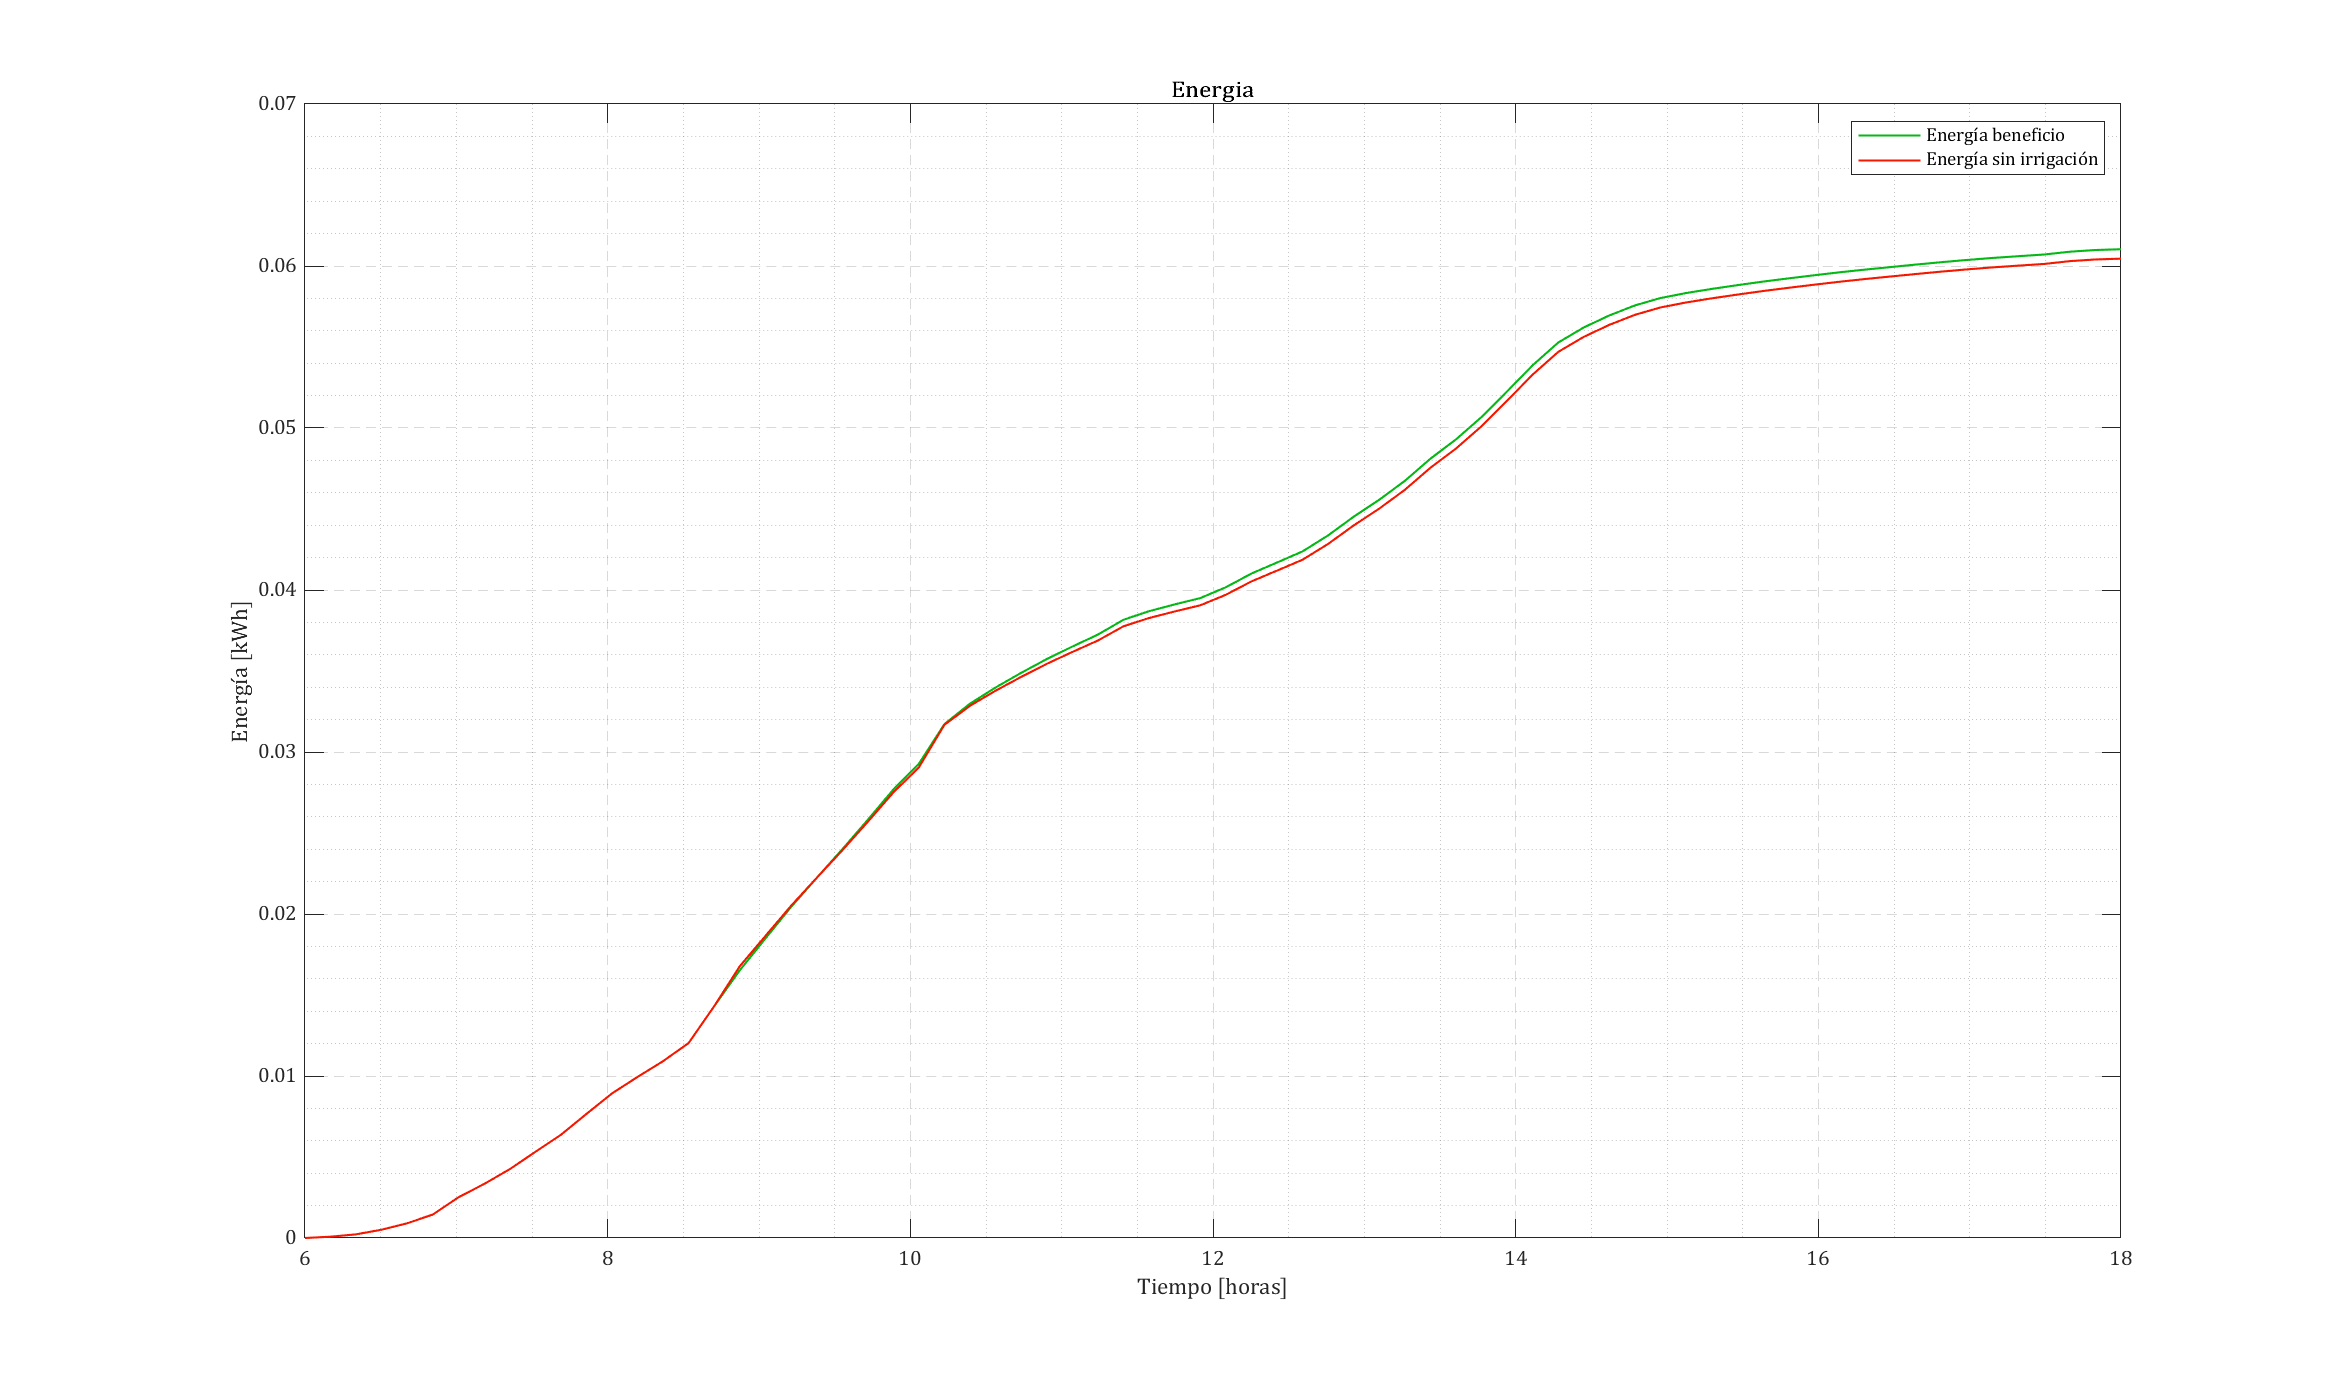 Energia
0.07
0.06
0.05
0.04
0.03
0.02
0.01
0
Energía [kWh]
Energía beneficio
Energía sin irrigación
6 8 10 12 14 16 18
Tiempo [horas]